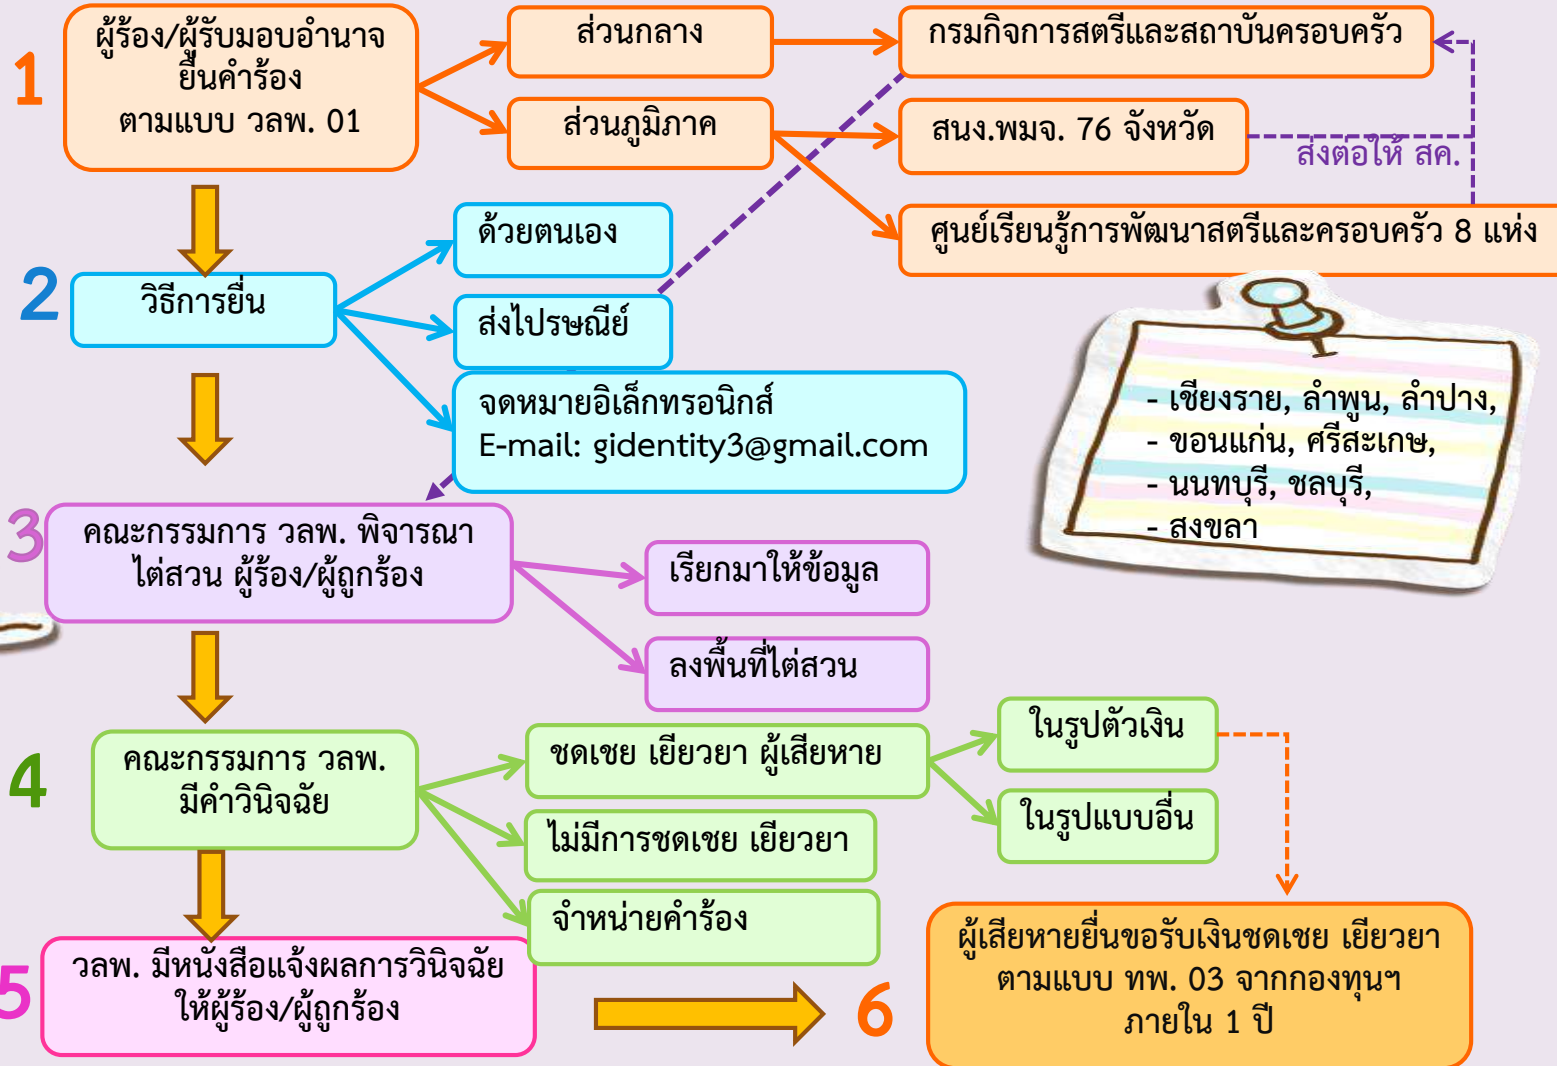 1
ผู้ร้อง/ผู้รับมอบอำนาจ
ยื่นคำร้อง
ตามแบบ วลพ. 01
ส่วนกลาง
กรมกิจการสตรีและสถาบันครอบครัว
ส่วนภูมิภาค
สนง.พมจ. 76 จังหวัด
ส่งต่อให้ สค.
ศูนย์เรียนรู้การพัฒนาสตรีและครอบครัว 8 แห่ง
2
วิธีการยื่น
ด้วยตนเอง
ส่งไปรษณีย์
จดหมายอิเล็กทรอนิกส์
E-mail: gidentity3@gmail.com
- เชียงราย, ลำพูน, ลำปาง,
- ขอนแก่น, ศรีสะเกษ,
- นนทบุรี, ชลบุรี,
- สงขลา
3
คณะกรรมการ วลพ. พิจารณา
ไต่สวน ผู้ร้อง/ผู้ถูกร้อง
เรียกมาให้ข้อมูล
ลงพื้นที่ไต่สวน
4
คณะกรรมการ วลพ.
มีคำวินิจฉัย
ชดเชย เยียวยา ผู้เสียหาย
ในรูปตัวเงิน
ในรูปแบบอื่น
ไม่มีการชดเชย เยียวยา
จำหน่ายคำร้อง
5
วลพ. มีหนังสือแจ้งผลการวินิจฉัย
ให้ผู้ร้อง/ผู้ถูกร้อง
6
ผู้เสียหายยื่นขอรับเงินชดเชย เยียวยา
ตามแบบ ทพ. 03 จากกองทุนฯ
ภายใน 1 ปี